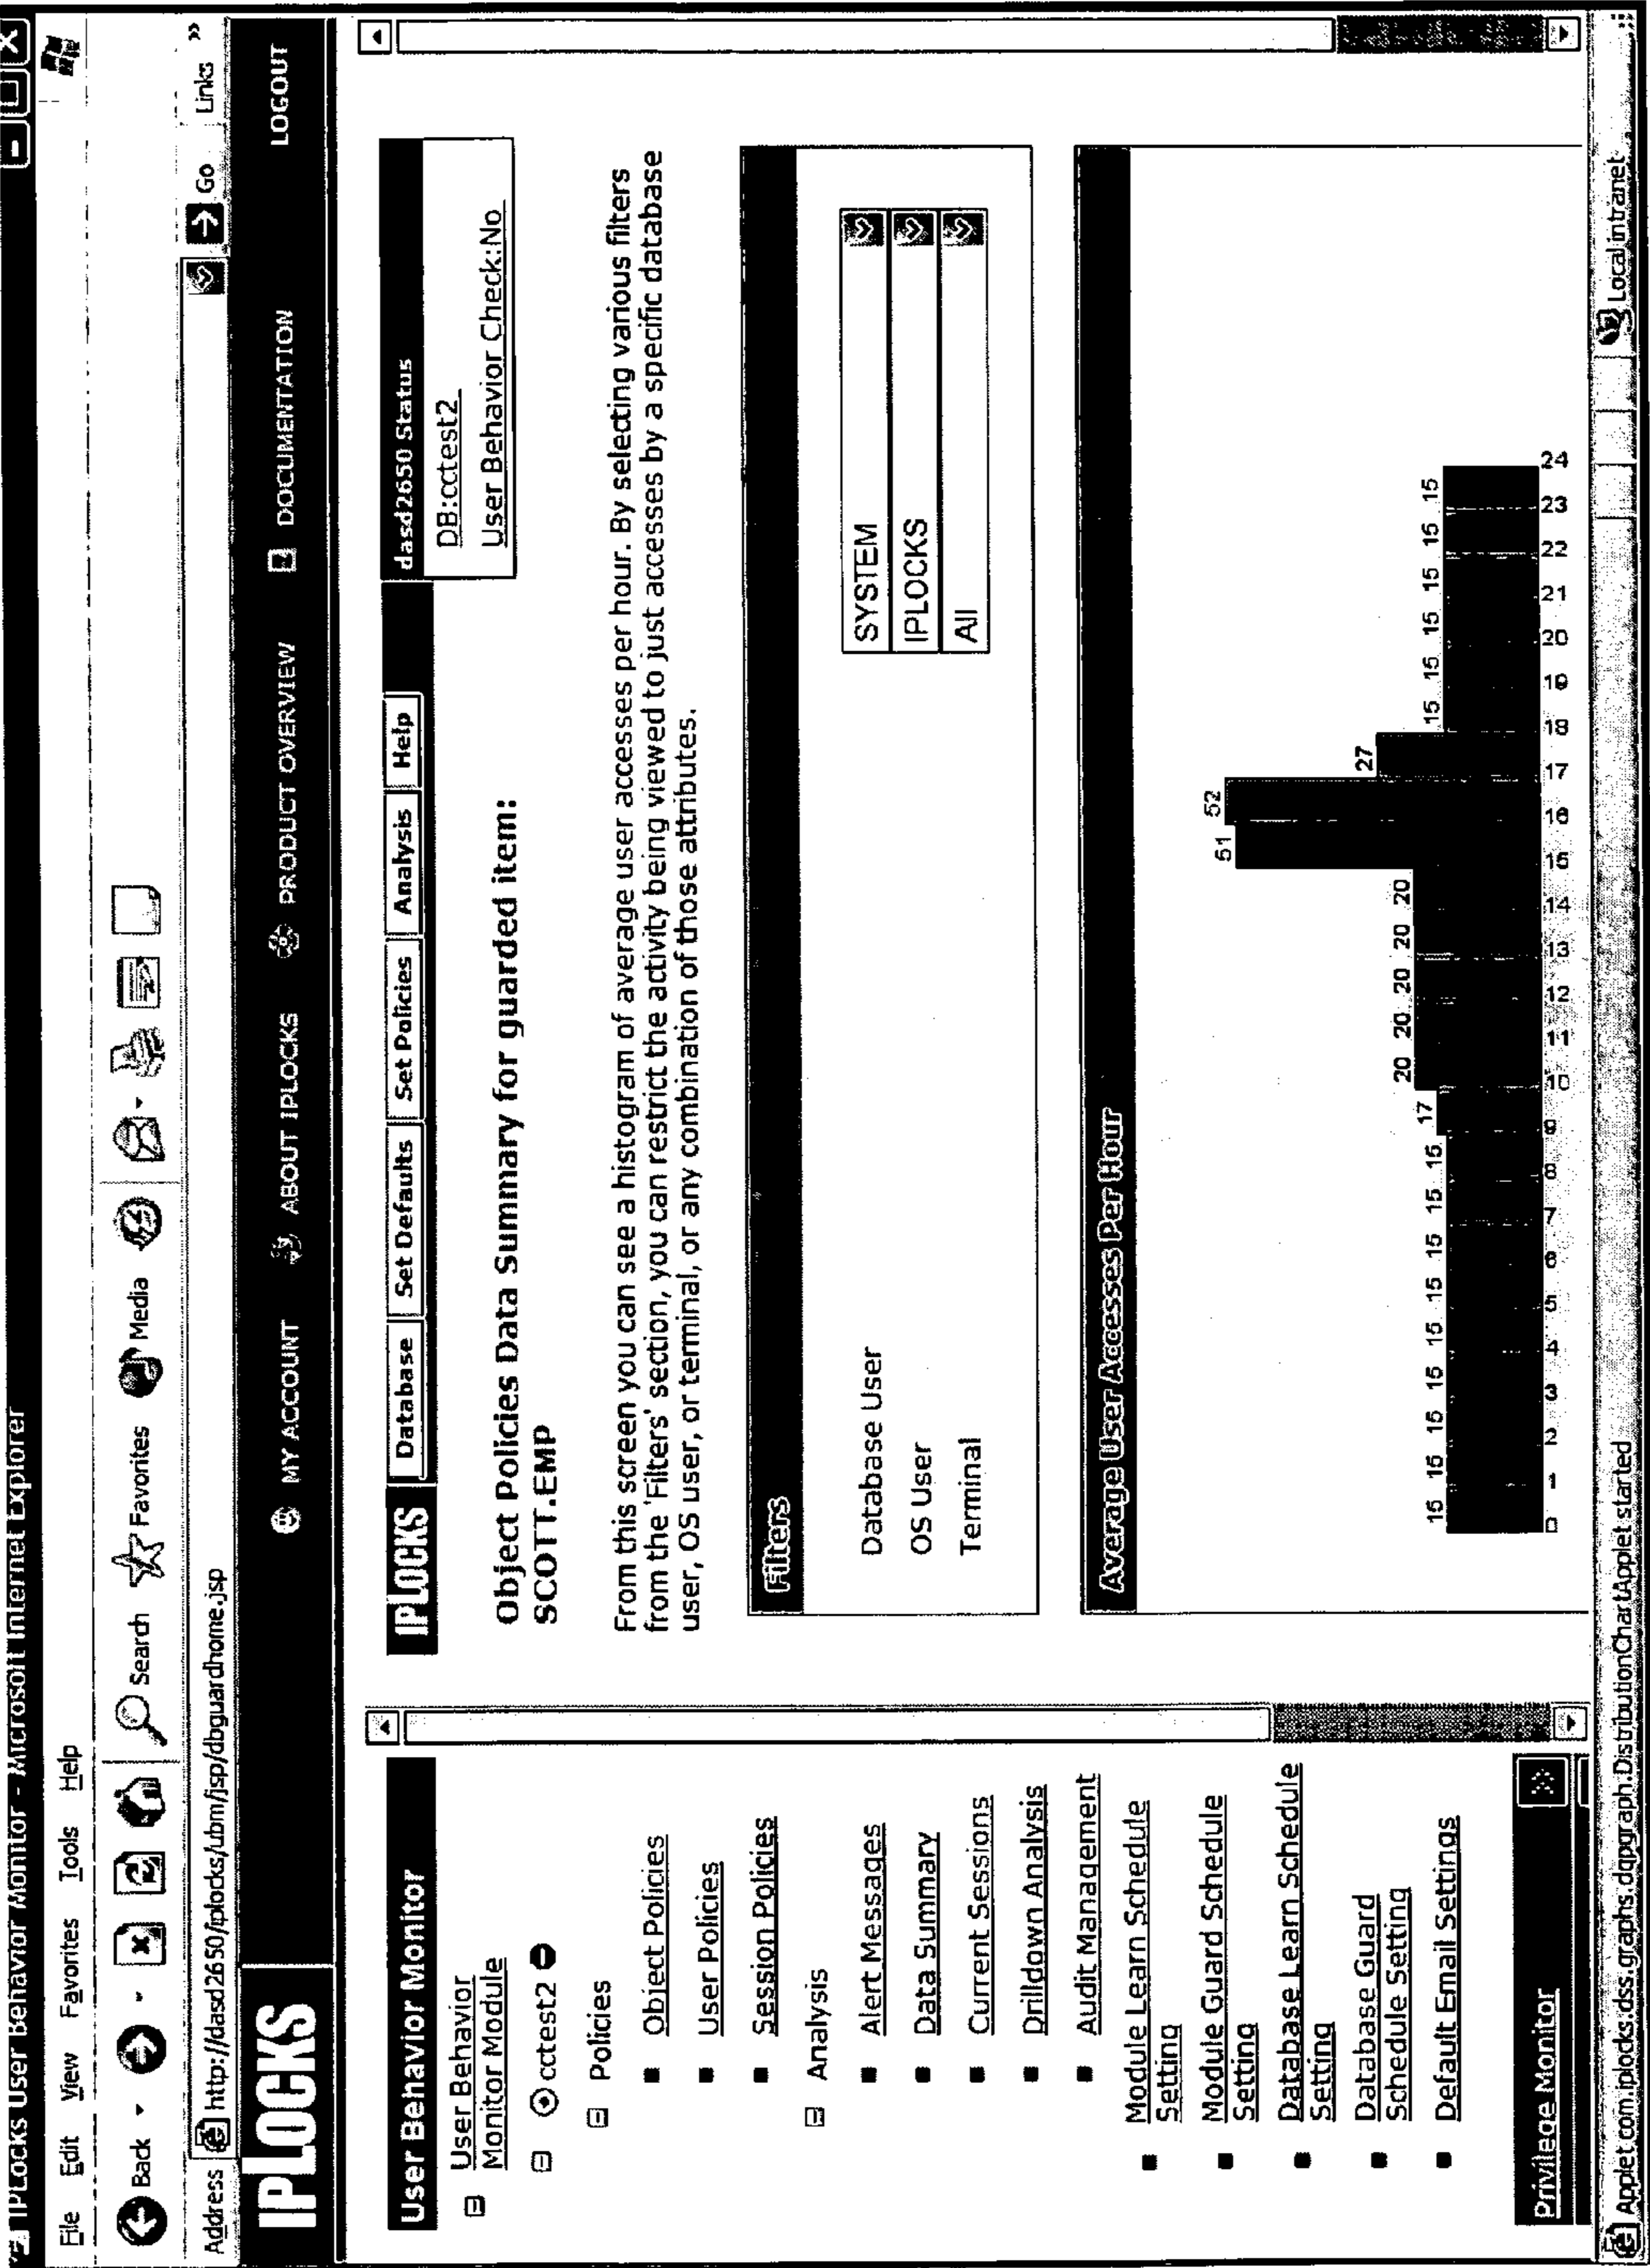 IPLocks User Behavior Monitor - Microsoft Internet Explorer
File Edit View Favorites Tools Help
Back Search Favorites Media
Address http://dasd2650/iplocks/ubm/jsp/dbguardhome.jsp Go Links »
IPLOCKS MY ACCOUNT ABOUT IPLOCKS PRODUCT OVERVIEW DOCUMENTATION LOGOUT
User Behavior Monitor
User Behavior
Monitor Module
cctest2
Policies
Object Policies
User Policies
Session Policies
Analysis
Alert Messages
Data Summary
Current Sessions
Drilldown Analysis
Audit Management
Module Learn Schedule
Setting
Module Guard Schedule
Setting
Database Learn Schedule
Setting
Database Guard
Schedule Setting
Default Email Settings
Privilege Monitor
IPLOCKS Database Set Defaults Set Policies Analysis Help
dasd2650 Status
DB:cctest2
User Behavior Check:No
Object Policies Data Summary for guarded item:
SCOTT.EMP
From this screen you can see a histogram of average user accesses per hour. By selecting various filters
from the 'Filters' section, you can restrict the activity being viewed to just accesses by a specific database
user, OS user, or terminal, or any combination of those attributes.
Filters
Database User SYSTEM
OS User IPLOCKS
Terminal All
Average User Accesses Per Hour
15 15 15 15 15 15 15 15 15 17 20 20 20 20 20 51 52 27 15 15 15 15 15 15
0 1 2 3 4 5 6 7 8 9 10 11 12 13 14 15 16 17 18 19 20 21 22 23 24
Applet com.iplocks.dss.graphs.dqpgraph.DistributionChartApplet started Local intranet